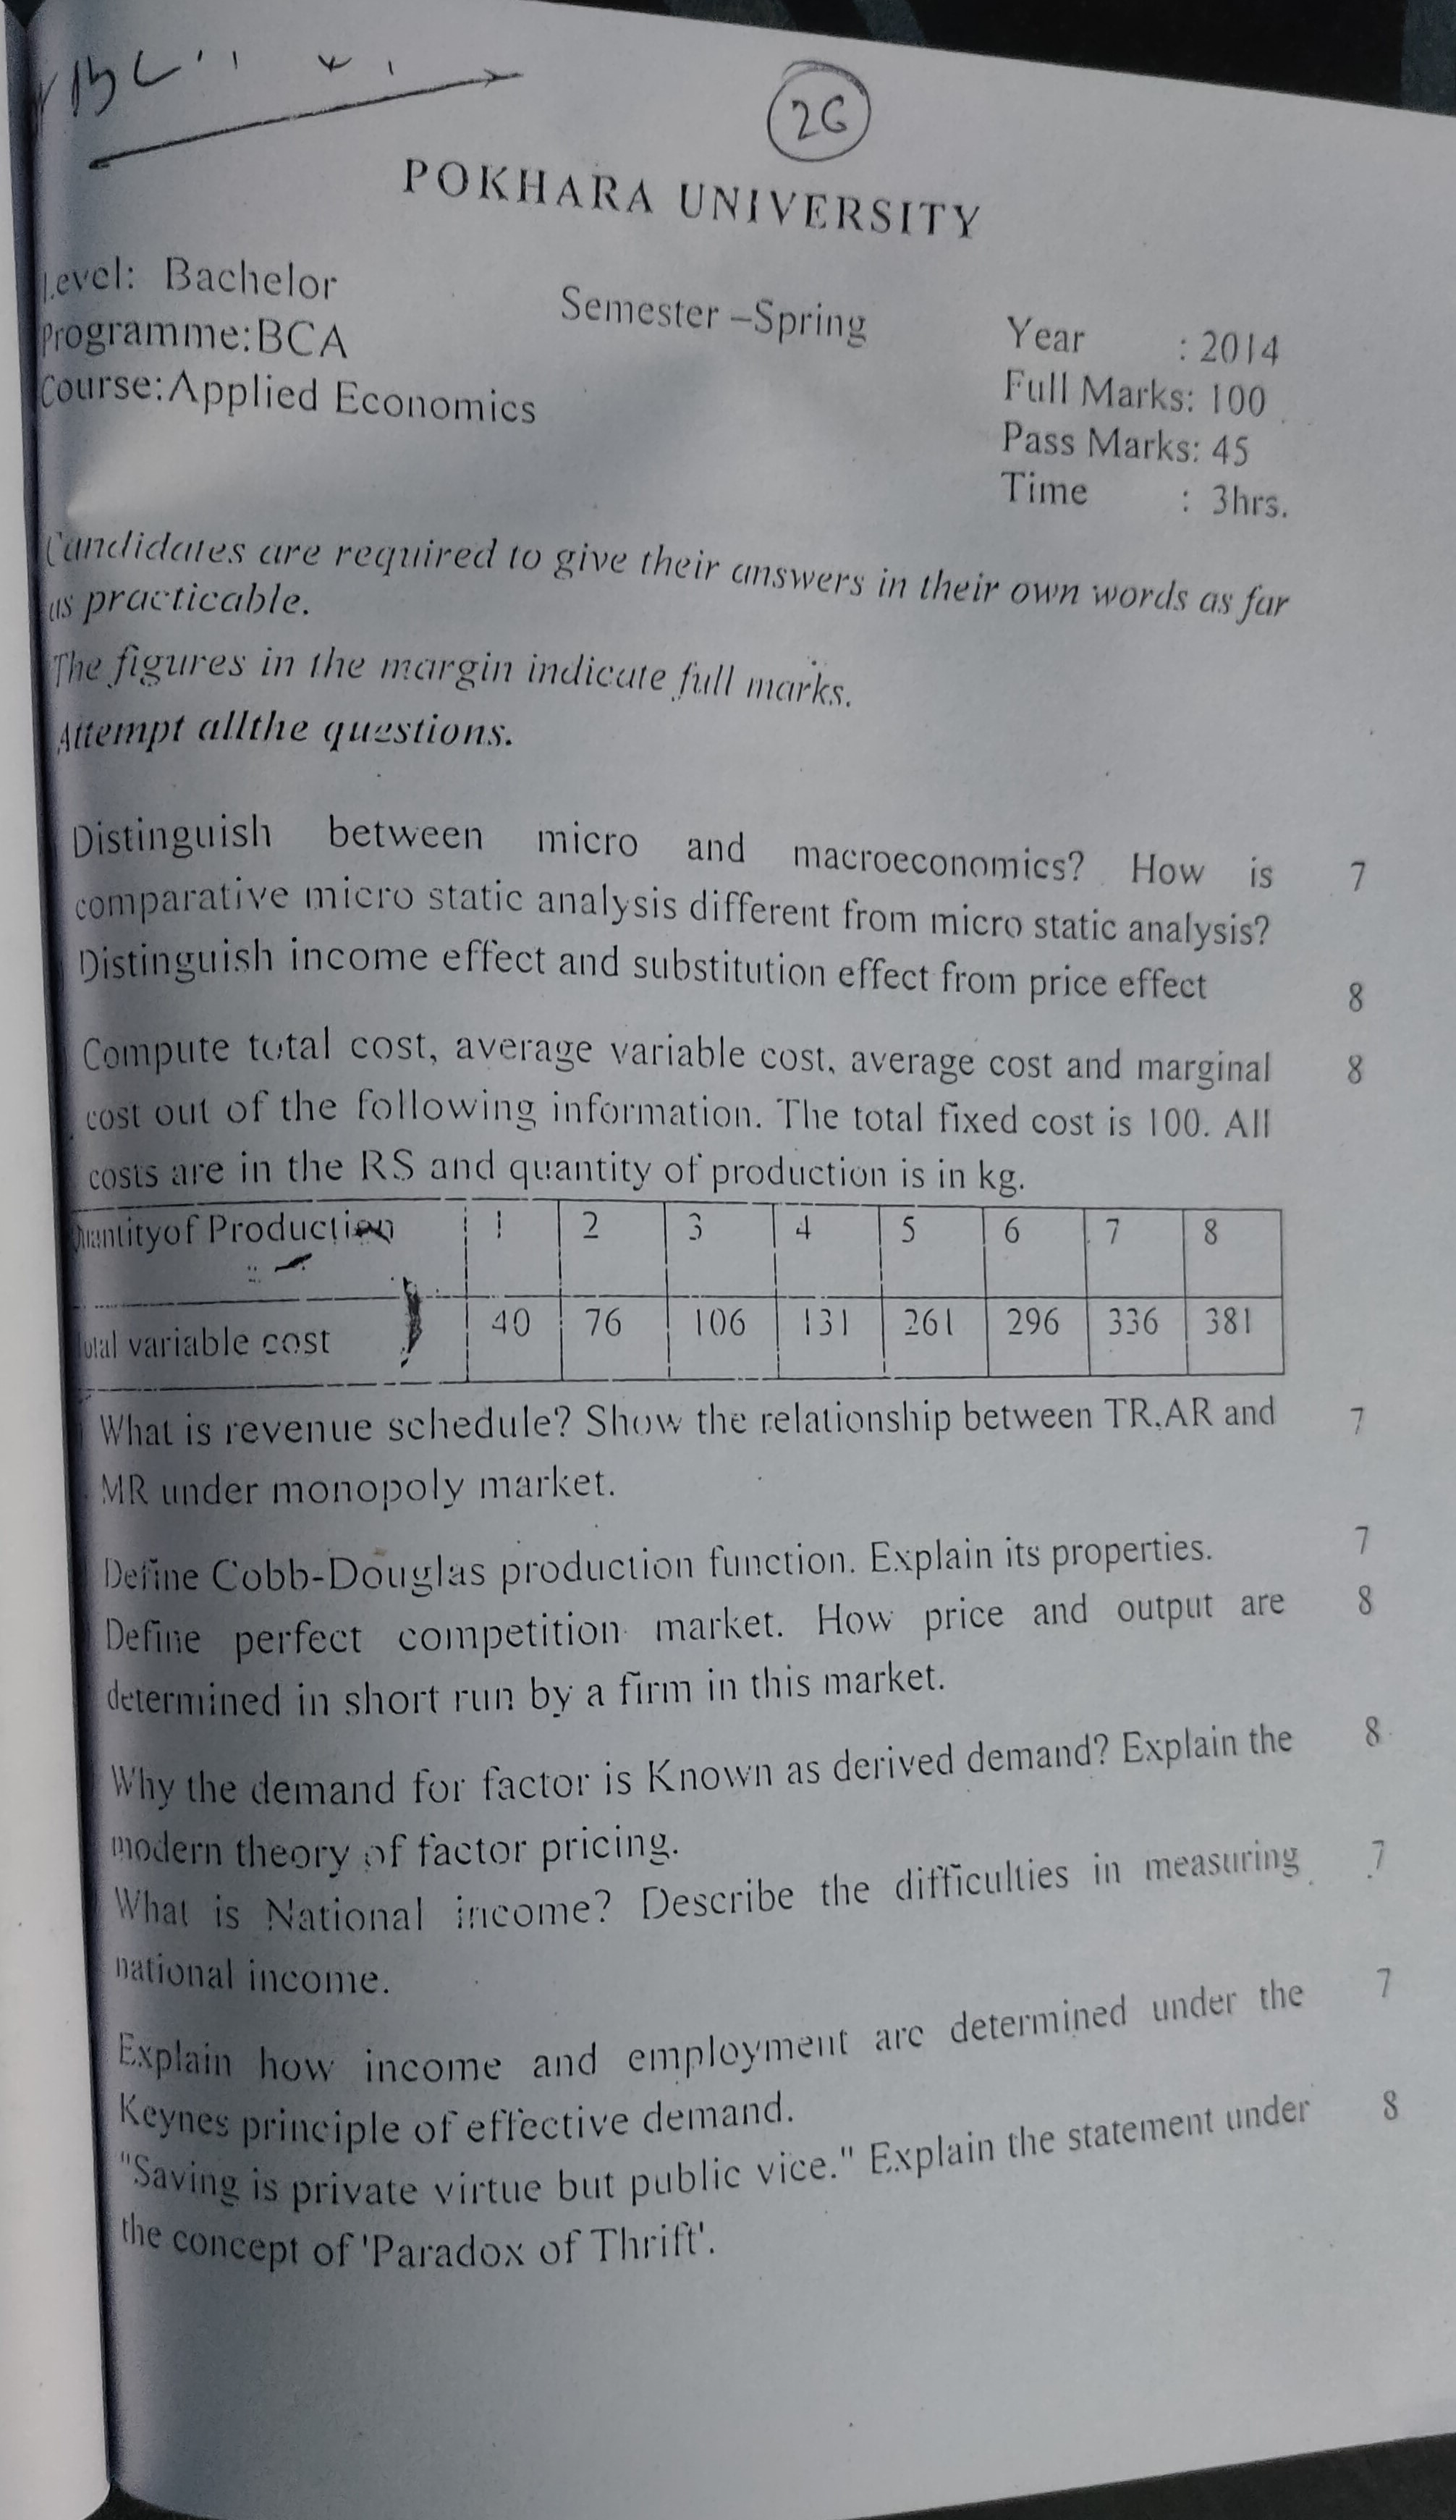 26
POKHARA UNIVERSITY
Level: Bachelor
Semester –Spring
Year : 2014
Programme:BCA
Full Marks: 100
Course:Applied Economics
Pass Marks: 45
Time : 3hrs.
Candidates are required to give their answers in their own words as far
as practicable.
The figures in the margin indicate full marks.
Attempt allthe questions.
Distinguish between micro and macroeconomics? How is 7
comparative micro static analysis different from micro static analysis?
Distinguish income effect and substitution effect from price effect 8
Compute total cost, average variable cost, average cost and marginal 8
cost out of the following information. The total fixed cost is 100. All
costs are in the RS and quantity of production is in kg.
Quantityof Production 1 2 3 4 5 6 7 8
Total variable cost 40 76 106 131 261 296 336 381
What is revenue schedule? Show the relationship between TR,AR and 7
MR under monopoly market.
Define Cobb-Douglas production function. Explain its properties. 7
Define perfect competition market. How price and output are 8
determined in short run by a firm in this market.
Why the demand for factor is Known as derived demand? Explain the 8
modern theory of factor pricing.
What is National income? Describe the difficulties in measuring 7
national income.
Explain how income and employment are determined under the 7
Keynes principle of effective demand.
"Saving is private virtue but public vice." Explain the statement under 8
the concept of 'Paradox of Thrift'.